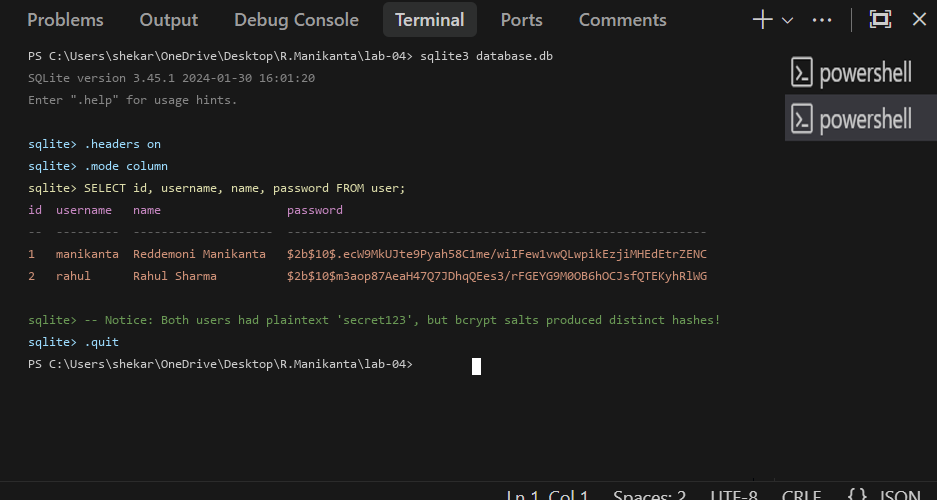 Problems Output Debug Console Terminal Ports Comments
PS C:\Users\shekar\OneDrive\Desktop\R.Manikanta\lab-04> sqlite3 database.db
SQLite version 3.45.1 2024-01-30 16:01:20
Enter ".help" for usage hints.
powershell
powershell
sqlite> .headers on
sqlite> .mode column
sqlite> SELECT id, username, name, password FROM user;
id username name password
-- --------- -------------------- ------------------------------------------------------------
1 manikanta Reddemoni Manikanta $2b$10$.ecW9MkUJte9Pyah58C1me/wiIFew1vwQLwpikEzjiMHEdEtrZENC
2 rahul Rahul Sharma $2b$10$m3aop87AeaH47Q7JDhqQEes3/rFGEYG9M0OB6hOCJsfQTEKyhRlWG
sqlite> -- Notice: Both users had plaintext 'secret123', but bcrypt salts produced distinct hashes!
sqlite> .quit
PS C:\Users\shekar\OneDrive\Desktop\R.Manikanta\lab-04>
Ln 1, Col 1 Spaces: 2 UTF-8 CRLF {} JSON